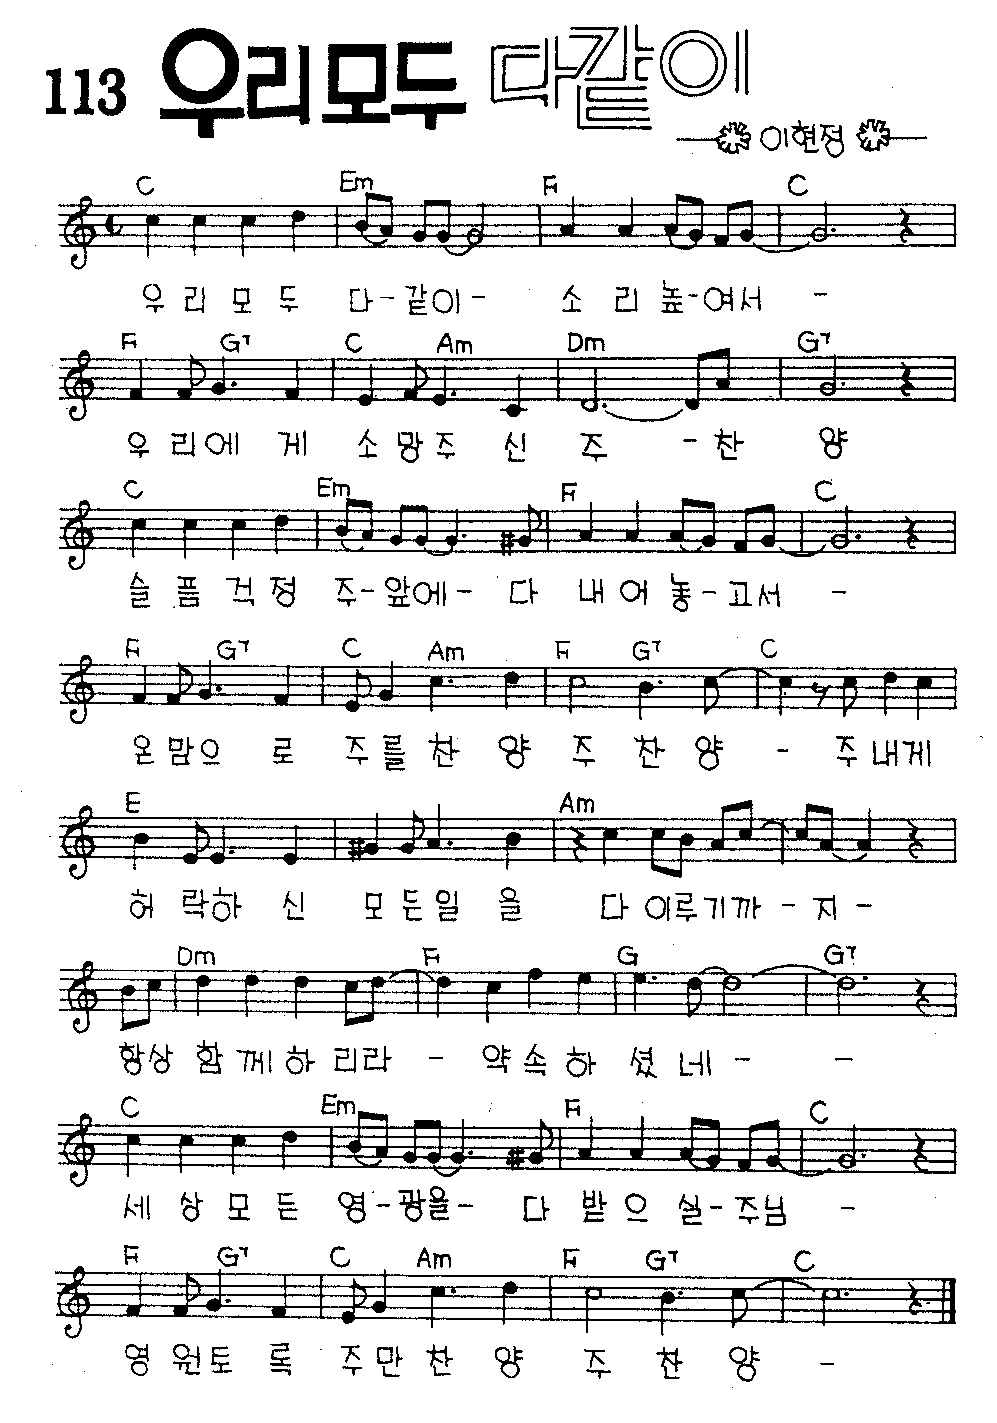 113 우리모두 다같이
이현정
C Em F C
우 리 모 두 다-같이- 소 리 높-여서 -
F G7 C Am Dm G7
우 리에 게 소 망주 신 주 -찬 양
C Em F C
슬 픔 걱 정 주-앞에- 다 내 어 놓-고서 -
F G7 C Am F G7 C
온 맘으 로 주를 찬 양 주 찬 양 - 주내게
E Am
허 락하 신 모 든일 을 다 이루기까- 지-
Dm F G G7
항상 함 께하 리라 - 약 속 하 셨 네- -
C Em F C
세 상 모 든 영-광을- 다 받 으 실-주님 -
F G7 C Am F G7 C
영 원토 록 주만 찬 양 주 찬 양 -